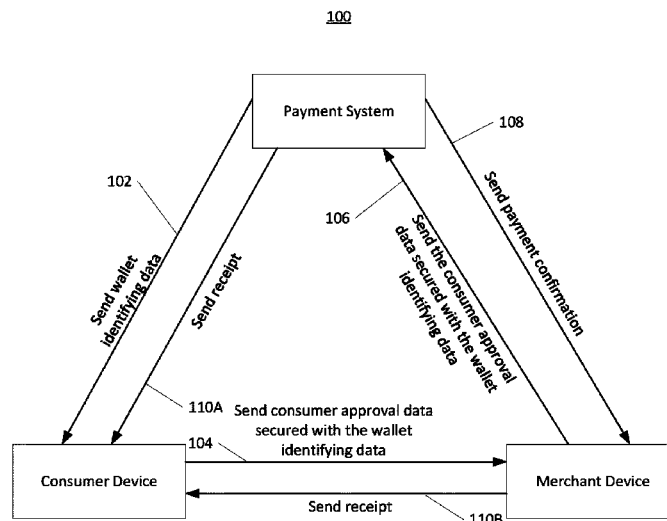 100
Payment System
108
102
106
Send payment confirmation
Send the consumer approval
data secured with the wallet
identifying data
Send wallet
identifying data
Send receipt
110A
Send consumer approval data
secured with the wallet
identifying data
104
Consumer Device
Merchant Device
Send receipt
110B